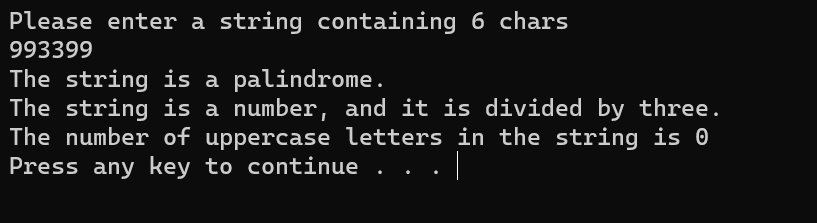 Please enter a string containing 6 chars
993399
The string is a palindrome.
The string is a number, and it is divided by three.
The number of uppercase letters in the string is 0
Press any key to continue . . .